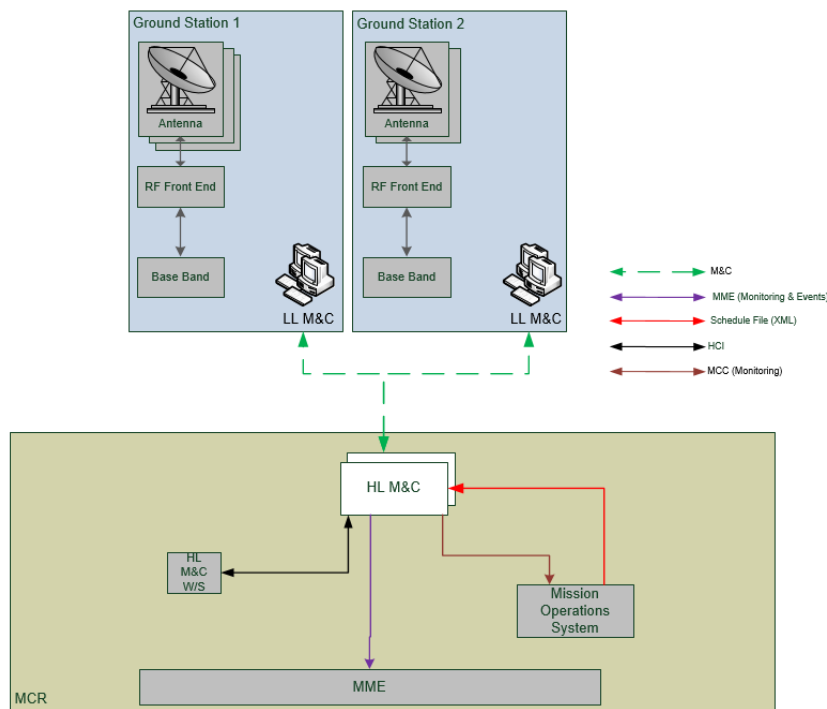 Ground Station 1
Antenna
RF Front End
Base Band
LL M&C
Ground Station 2
Antenna
RF Front End
Base Band
LL M&C
M&C
MME (Monitoring & Events)
Schedule File (XML)
HCI
MCC (Monitoring)
HL M&C
HL
M&C
W/S
Mission
Operations
System
MME
MCR